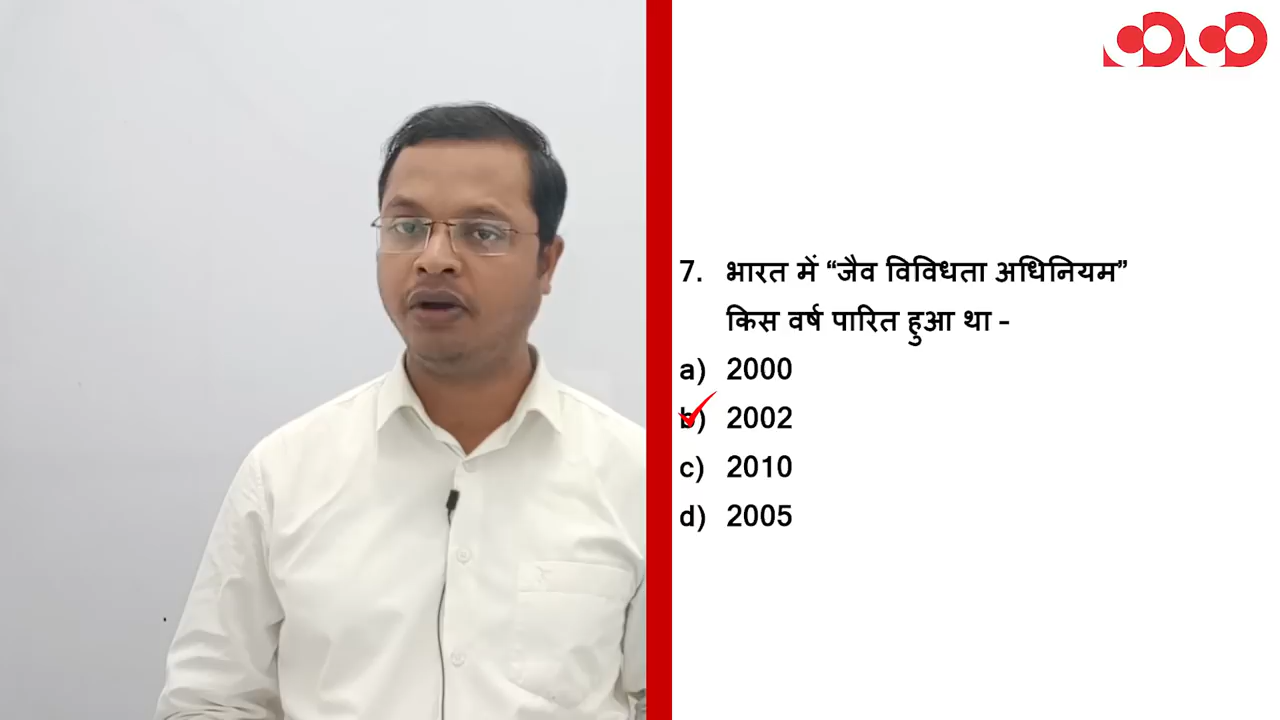 7. भारत में “जैव विविधता अधिनियम”
किस वर्ष पारित हुआ था –
a) 2000
b) 2002
c) 2010
d) 2005